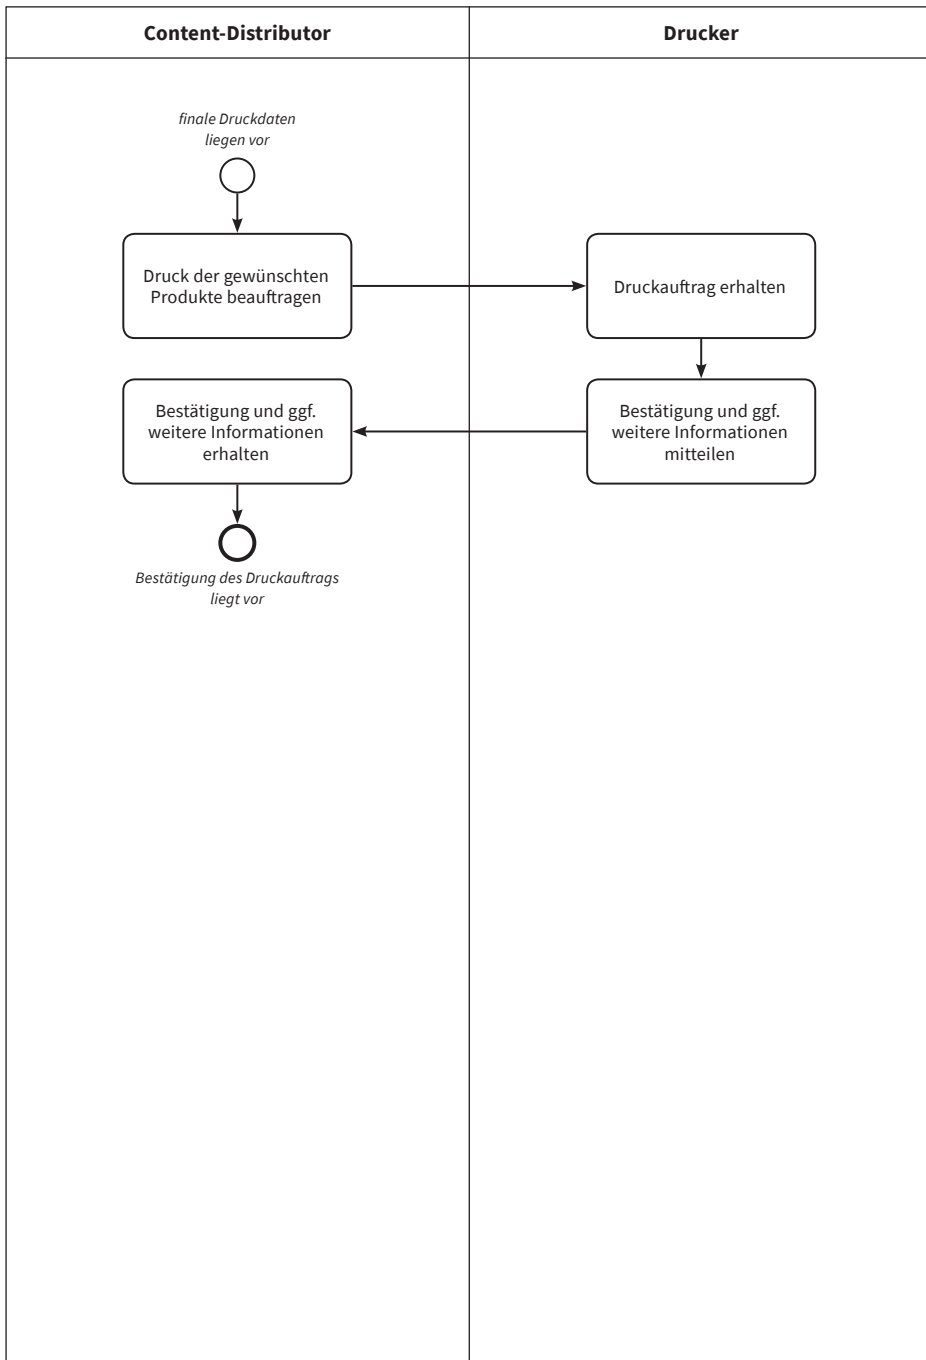 Content-Distributor
Drucker
finale Druckdaten
liegen vor
Druck der gewünschten
Produkte beauftragen
Druckauftrag erhalten
Bestätigung und ggf.
weitere Informationen
erhalten
Bestätigung und ggf.
weitere Informationen
mitteilen
Bestätigung des Druckauftrags
liegt vor